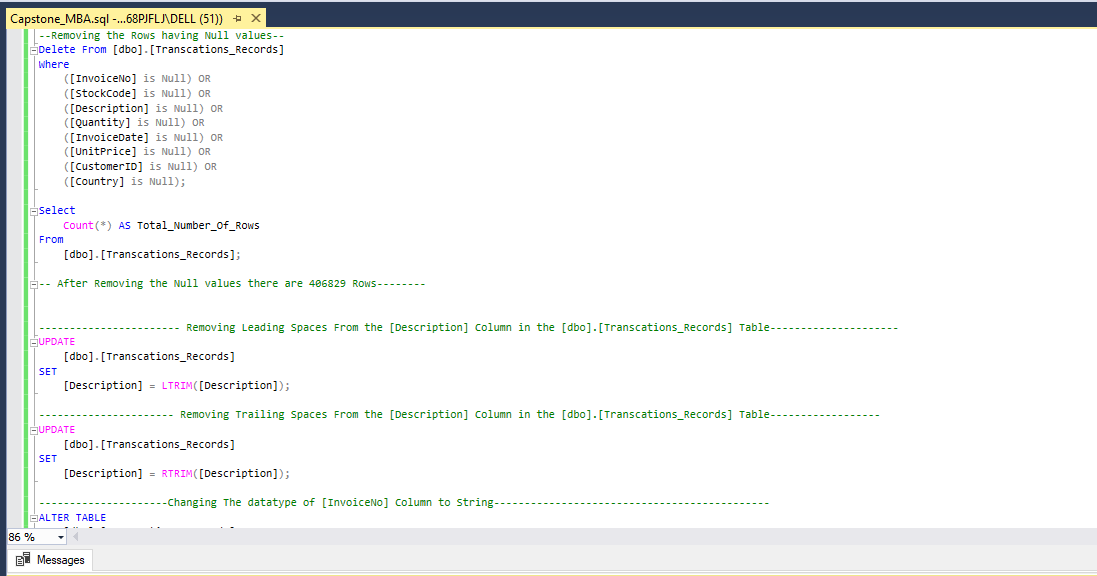 Capstone_MBA.sql -...68PJFLJ\DELL (51))
--Removing the Rows having Null values--
Delete From [dbo].[Transcations_Records]
Where
([InvoiceNo] is Null) OR
([StockCode] is Null) OR
([Description] is Null) OR
([Quantity] is Null) OR
([InvoiceDate] is Null) OR
([UnitPrice] is Null) OR
([CustomerID] is Null) OR
([Country] is Null);
Select
Count(*) AS Total_Number_Of_Rows
From
[dbo].[Transcations_Records];
-- After Removing the Null values there are 406829 Rows--------
----------------------- Removing Leading Spaces From the [Description] Column in the [dbo].[Transcations_Records] Table---------------------
UPDATE
[dbo].[Transcations_Records]
SET
[Description] = LTRIM([Description]);
---------------------- Removing Trailing Spaces From the [Description] Column in the [dbo].[Transcations_Records] Table------------------
UPDATE
[dbo].[Transcations_Records]
SET
[Description] = RTRIM([Description]);
---------------------Changing The datatype of [InvoiceNo] Column to String---------------------------------------------
ALTER TABLE
86 %
Messages